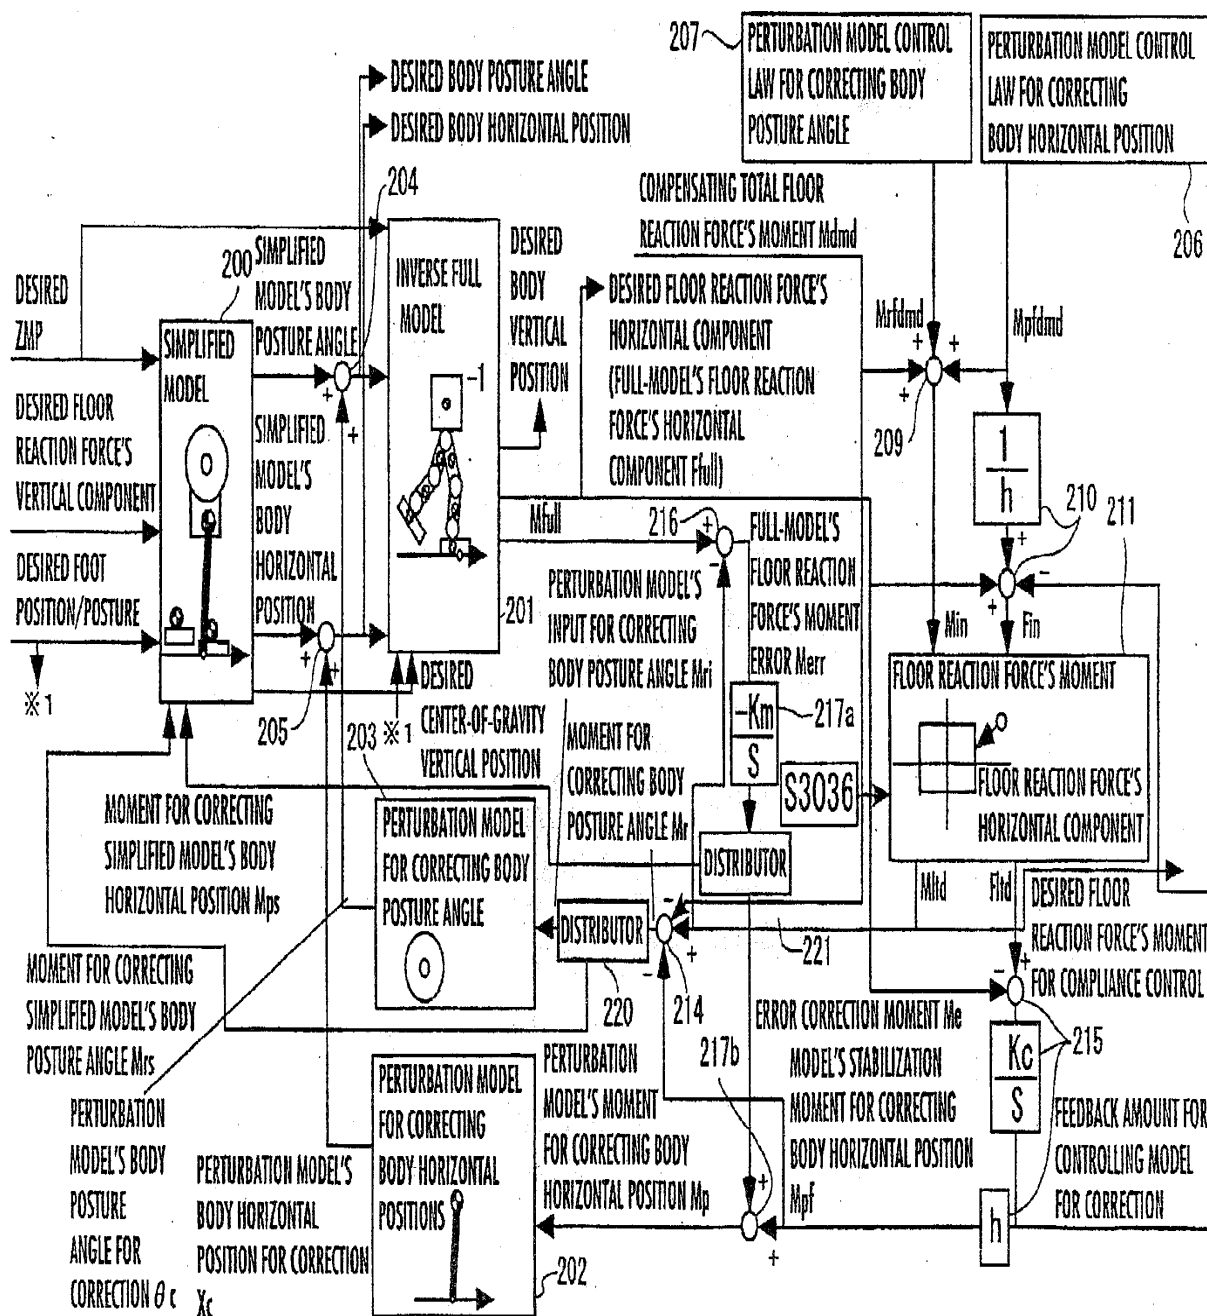 207
PERTURBATION MODEL CONTROL
LAW FOR CORRECTING BODY
POSTURE ANGLE
PERTURBATION MODEL CONTROL
LAW FOR CORRECTING
BODY HORIZONTAL POSITION
206
DESIRED BODY POSTURE ANGLE
DESIRED BODY HORIZONTAL POSITION
204
COMPENSATING TOTAL FLOOR
REACTION FORCE'S MOMENT Mdmd
DESIRED
ZMP
200
SIMPLIFIED
MODEL'S BODY
POSTURE ANGLE
INVERSE FULL
MODEL
-1
DESIRED
BODY
VERTICAL
POSITION
DESIRED FLOOR REACTION FORCE'S
HORIZONTAL COMPONENT
(FULL-MODEL'S FLOOR REACTION
FORCE'S HORIZONTAL
COMPONENT Ffull)
Mrfdmd
Mpfdmd
+
+
+
209
1
h
210
211
SIMPLIFIED
MODEL
DESIRED FLOOR
REACTION FORCE'S
VERTICAL COMPONENT
DESIRED FOOT
POSITION/POSTURE
※1
+
+
SIMPLIFIED
MODEL'S
BODY
HORIZONTAL
POSITION
+
+
205
201
Mfull
216
+
-
FULL-MODEL'S
FLOOR REACTION
FORCE'S MOMENT
ERROR Merr
PERTURBATION MODEL'S
INPUT FOR CORRECTING
BODY POSTURE ANGLE Mri
+
+
-
Min
Fin
FLOOR REACTION FORCE'S MOMENT
FLOOR REACTION FORCE'S
HORIZONTAL COMPONENT
203
※1
DESIRED
CENTER-OF-GRAVITY
VERTICAL POSITION
MOMENT FOR
CORRECTING BODY
POSTURE ANGLE Mr
-Km
S
217a
S3036
MOMENT FOR CORRECTING
SIMPLIFIED MODEL'S BODY
HORIZONTAL POSITION Mps
PERTURBATION MODEL
FOR CORRECTING BODY
POSTURE ANGLE
DISTRIBUTOR
DISTRIBUTOR
220
-
-
+
214
221
Mltd
Fltd
DESIRED FLOOR
REACTION FORCE'S MOMENT
FOR COMPLIANCE CONTROL
+
-
MOMENT FOR CORRECTING
SIMPLIFIED MODEL'S BODY
POSTURE ANGLE Mrs
ERROR CORRECTION MOMENT Me
217b
Kc
S
215
PERTURBATION
MODEL'S BODY
POSTURE
ANGLE FOR
CORRECTION θc
PERTURBATION MODEL'S
BODY HORIZONTAL
POSITION FOR CORRECTION
Xc
PERTURBATION MODEL
FOR CORRECTING
BODY HORIZONTAL
POSITIONS
202
PERTURBATION
MODEL'S MOMENT
FOR CORRECTING BODY
HORIZONTAL POSITION Mp
MODEL'S STABILIZATION
MOMENT FOR CORRECTING
BODY HORIZONTAL POSITION
Mpf
+
+
h
FEEDBACK AMOUNT FOR
CONTROLLING MODEL
FOR CORRECTION